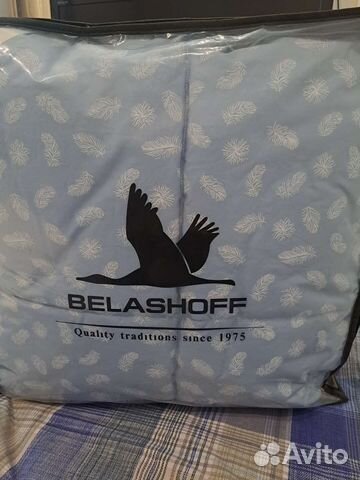 BELASHOFF
Quality traditions since 1975
Avito